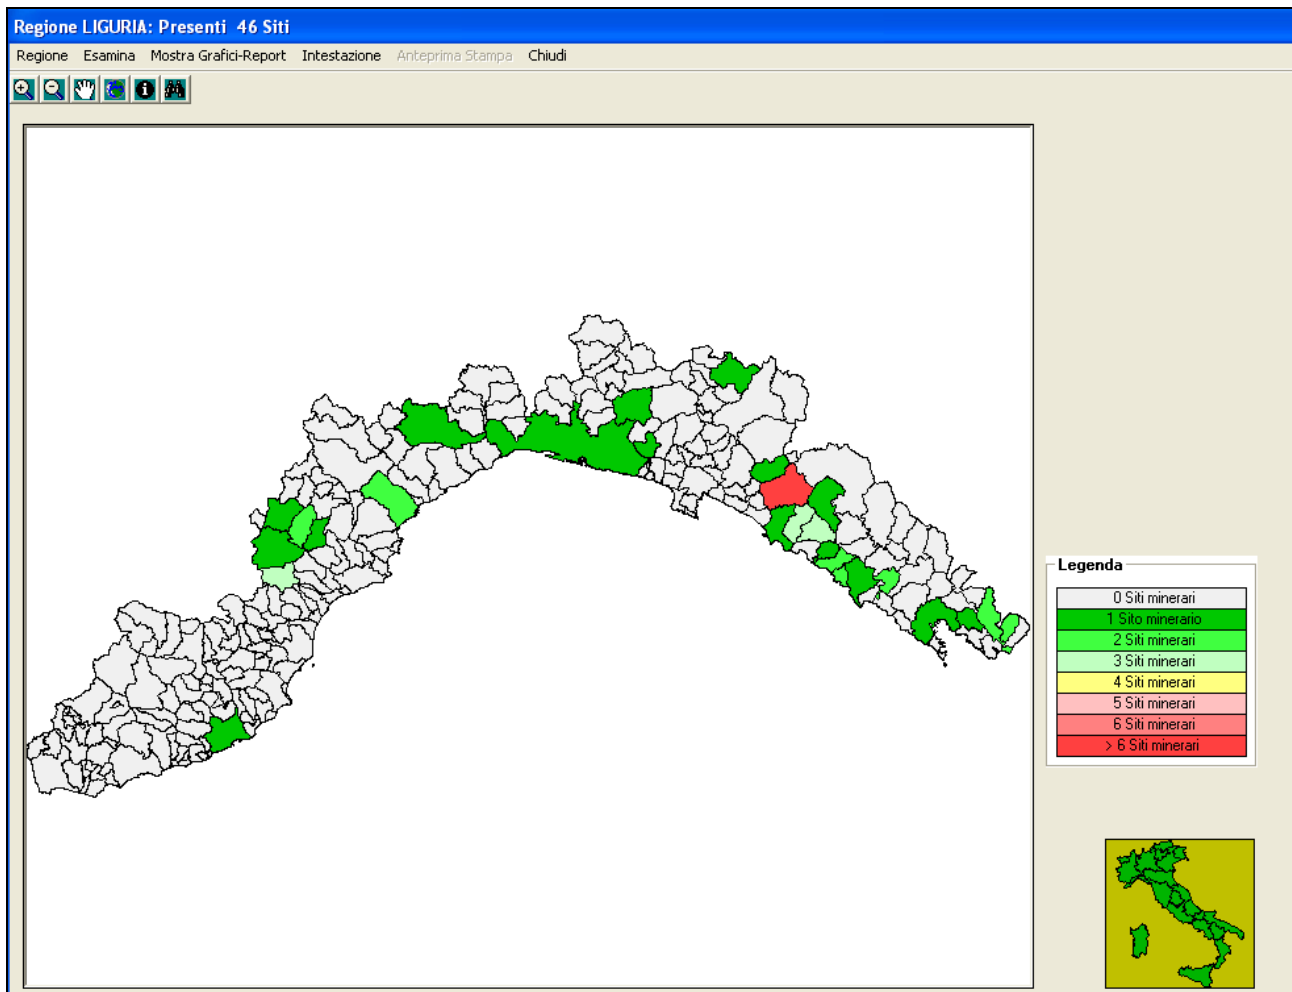 Regione LIGURIA: Presenti 46 Siti
Regione Esamina Mostra Grafici-Report Intestazione Anteprima Stampa Chiudi
Legenda
0 Siti minerari
1 Sito minerario
2 Siti minerari
3 Siti minerari
4 Siti minerari
5 Siti minerari
6 Siti minerari
> 6 Siti minerari